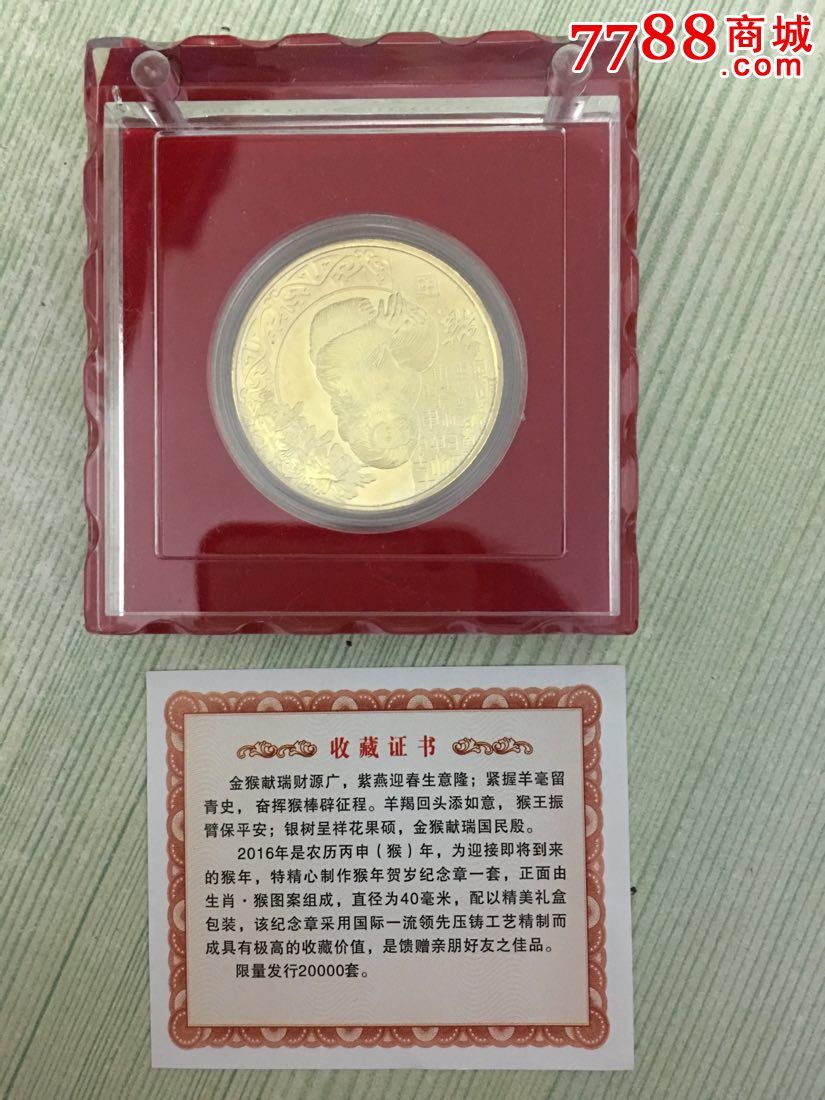 7788商城
.com
收藏证书
金猴献瑞财源广，紫燕迎春生意隆；紧握羊毫留
青史，奋挥猴棒辟征程。羊羯回头添如意，猴王振
臂保平安；银树呈祥花果硕，金猴献瑞国民殷。
2016年是农历丙申（猴）年，为迎接即将到来
的猴年，特精心制作猴年贺岁纪念章一套，正面由
生肖·猴图案组成，直径为40毫米，配以精美礼盒
包装，该纪念章采用国际一流领先压铸工艺精制而
成具有极高的收藏价值，是馈赠亲朋好友之佳品。
限量发行20000套。